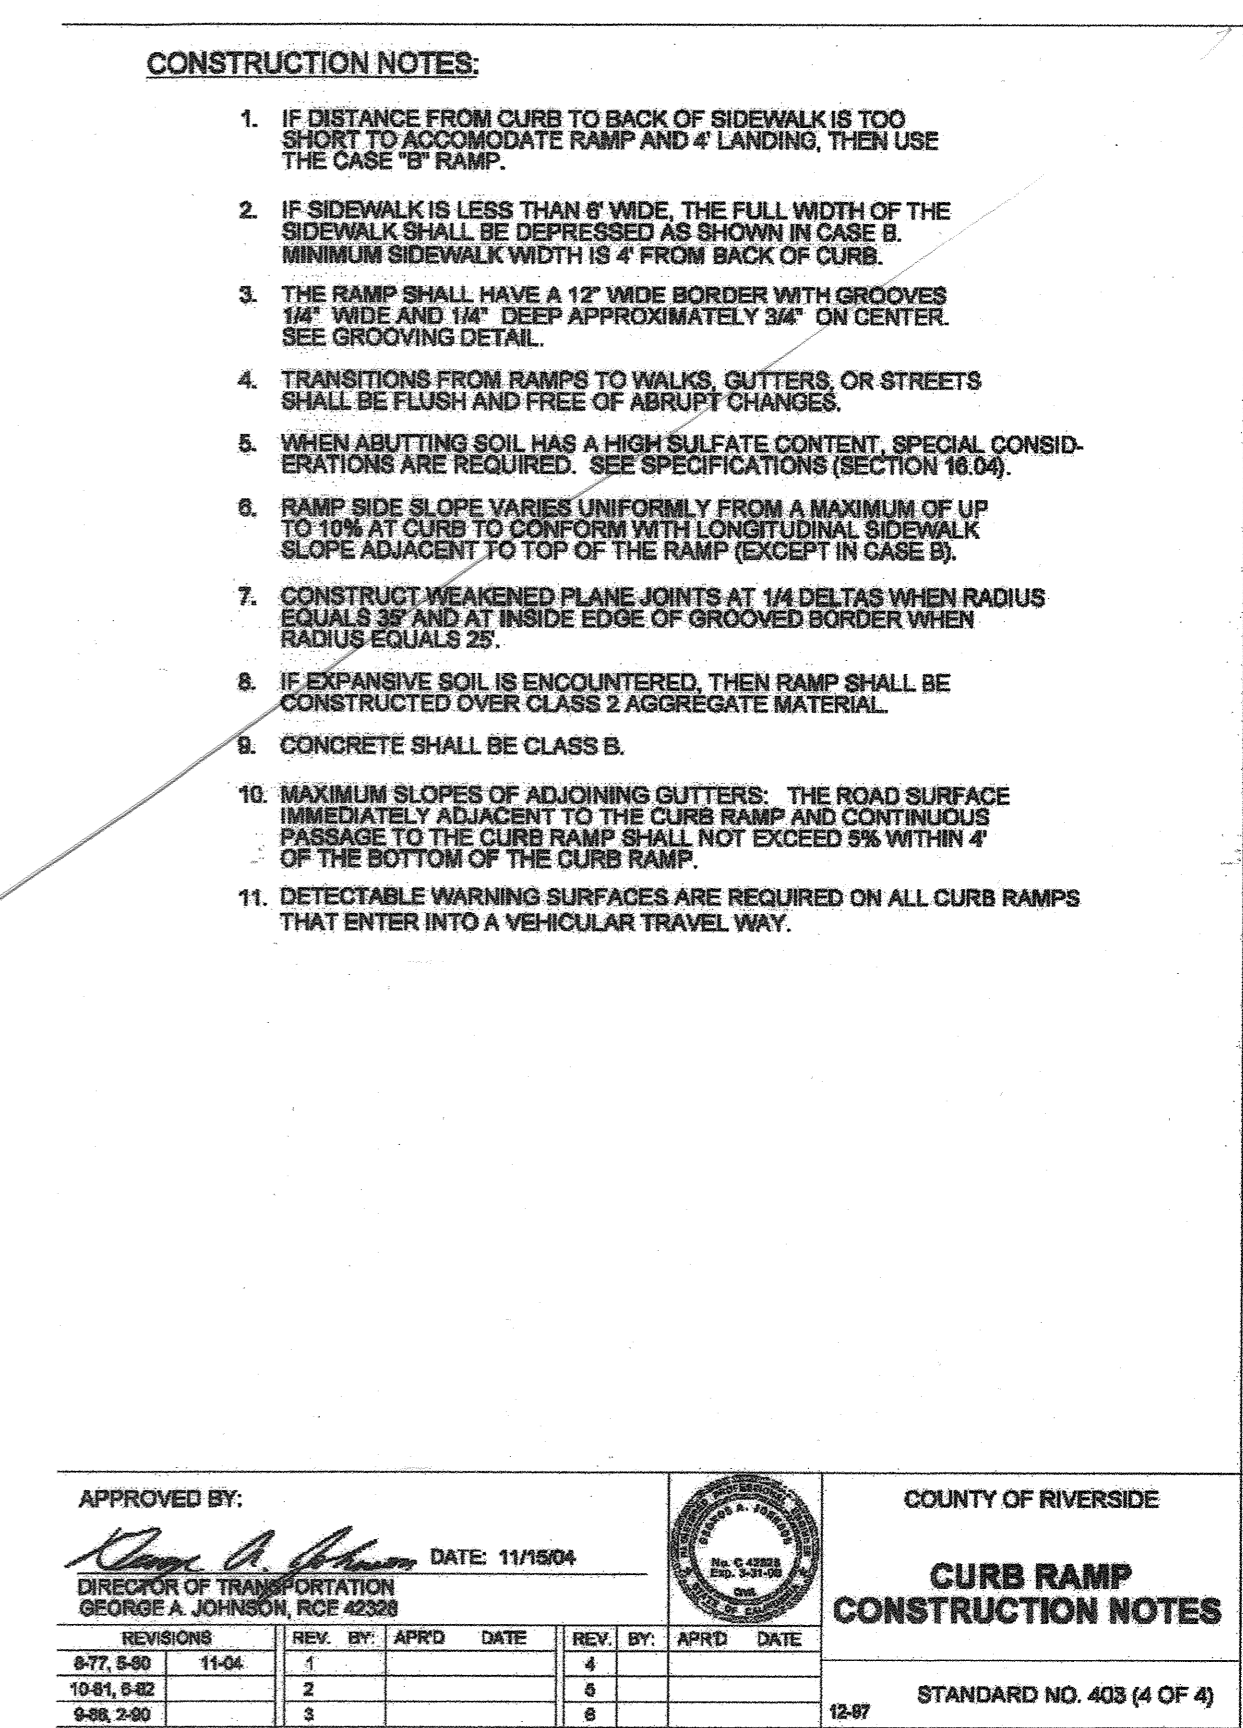 CONSTRUCTION NOTES:
1. IF DISTANCE FROM CURB TO BACK OF SIDEWALK IS TOO
SHORT TO ACCOMODATE RAMP AND 4' LANDING, THEN USE
THE CASE "B" RAMP.
2. IF SIDEWALK IS LESS THAN 6' WIDE, THE FULL WIDTH OF THE
SIDEWALK SHALL BE DEPRESSED AS SHOWN IN CASE B.
MINIMUM SIDEWALK WIDTH IS 4' FROM BACK OF CURB.
3. THE RAMP SHALL HAVE A 12" WIDE BORDER WITH GROOVES
1/4" WIDE AND 1/4" DEEP APPROXIMATELY 3/4" ON CENTER.
SEE GROOVING DETAIL.
4. TRANSITIONS FROM RAMPS TO WALKS, GUTTERS, OR STREETS
SHALL BE FLUSH AND FREE OF ABRUPT CHANGES.
5. WHEN ABUTTING SOIL HAS A HIGH SULFATE CONTENT, SPECIAL CONSID-
ERATIONS ARE REQUIRED. SEE SPECIFICATIONS (SECTION 16.04).
6. RAMP SIDE SLOPE VARIES UNIFORMLY FROM A MAXIMUM OF UP
TO 10% AT CURB TO CONFORM WITH LONGITUDINAL SIDEWALK
SLOPE ADJACENT TO TOP OF THE RAMP (EXCEPT IN CASE B).
7. CONSTRUCT WEAKENED PLANE JOINTS AT 1/4 DELTAS WHEN RADIUS
EQUALS 35' AND AT INSIDE EDGE OF GROOVED BORDER WHEN
RADIUS EQUALS 25'.
8. IF EXPANSIVE SOIL IS ENCOUNTERED, THEN RAMP SHALL BE
CONSTRUCTED OVER CLASS 2 AGGREGATE MATERIAL.
9. CONCRETE SHALL BE CLASS B.
10. MAXIMUM SLOPES OF ADJOINING GUTTERS: THE ROAD SURFACE
IMMEDIATELY ADJACENT TO THE CURB RAMP AND CONTINUOUS
PASSAGE TO THE CURB RAMP SHALL NOT EXCEED 5% WITHIN 4'
OF THE BOTTOM OF THE CURB RAMP.
11. DETECTABLE WARNING SURFACES ARE REQUIRED ON ALL CURB RAMPS
THAT ENTER INTO A VEHICULAR TRAVEL WAY.
APPROVED BY:
George A. Johnson DATE: 11/15/04
DIRECTOR OF TRANSPORTATION
GEORGE A. JOHNSON, RCE 42328
REGISTERED PROFESSIONAL ENGINEER
GEORGE A. JOHNSON
No. C 42328
CIVIL
STATE OF CALIFORNIA
COUNTY OF RIVERSIDE
CURB RAMP
CONSTRUCTION NOTES
REVISIONS REV. BY: APR'D DATE REV. BY: APR'D DATE
11-04 1 4
2 5
3 6
STANDARD NO. 403 (4 OF 4)